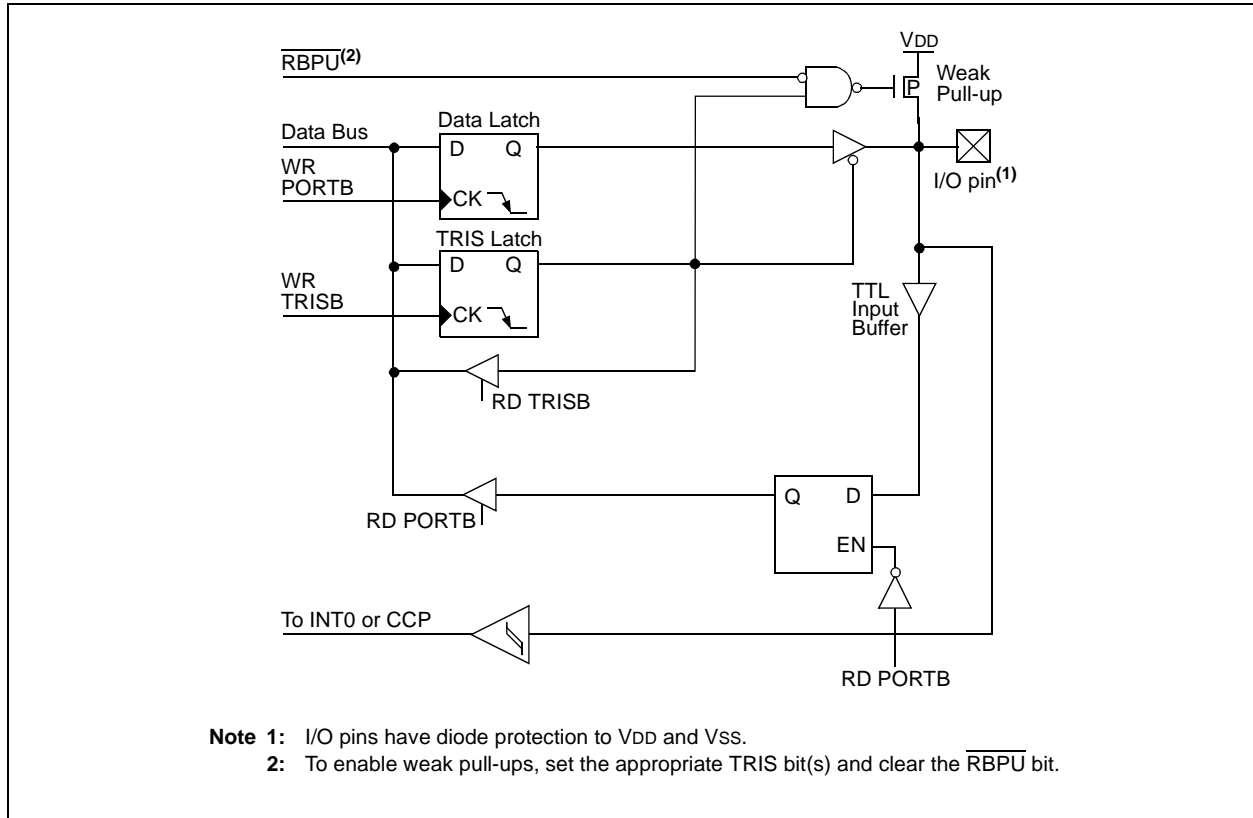 VDD
RBPU(2)
Weak
Pull-up
P
Data Latch
Data Bus
D Q
WR
PORTB
CK
I/O pin(1)
TRIS Latch
D Q
WR
TRISB
CK
TTL
Input
Buffer
RD TRISB
Q D
RD PORTB
EN
To INT0 or CCP
RD PORTB
Note 1: I/O pins have diode protection to VDD and VSS.
2: To enable weak pull-ups, set the appropriate TRIS bit(s) and clear the RBPU bit.